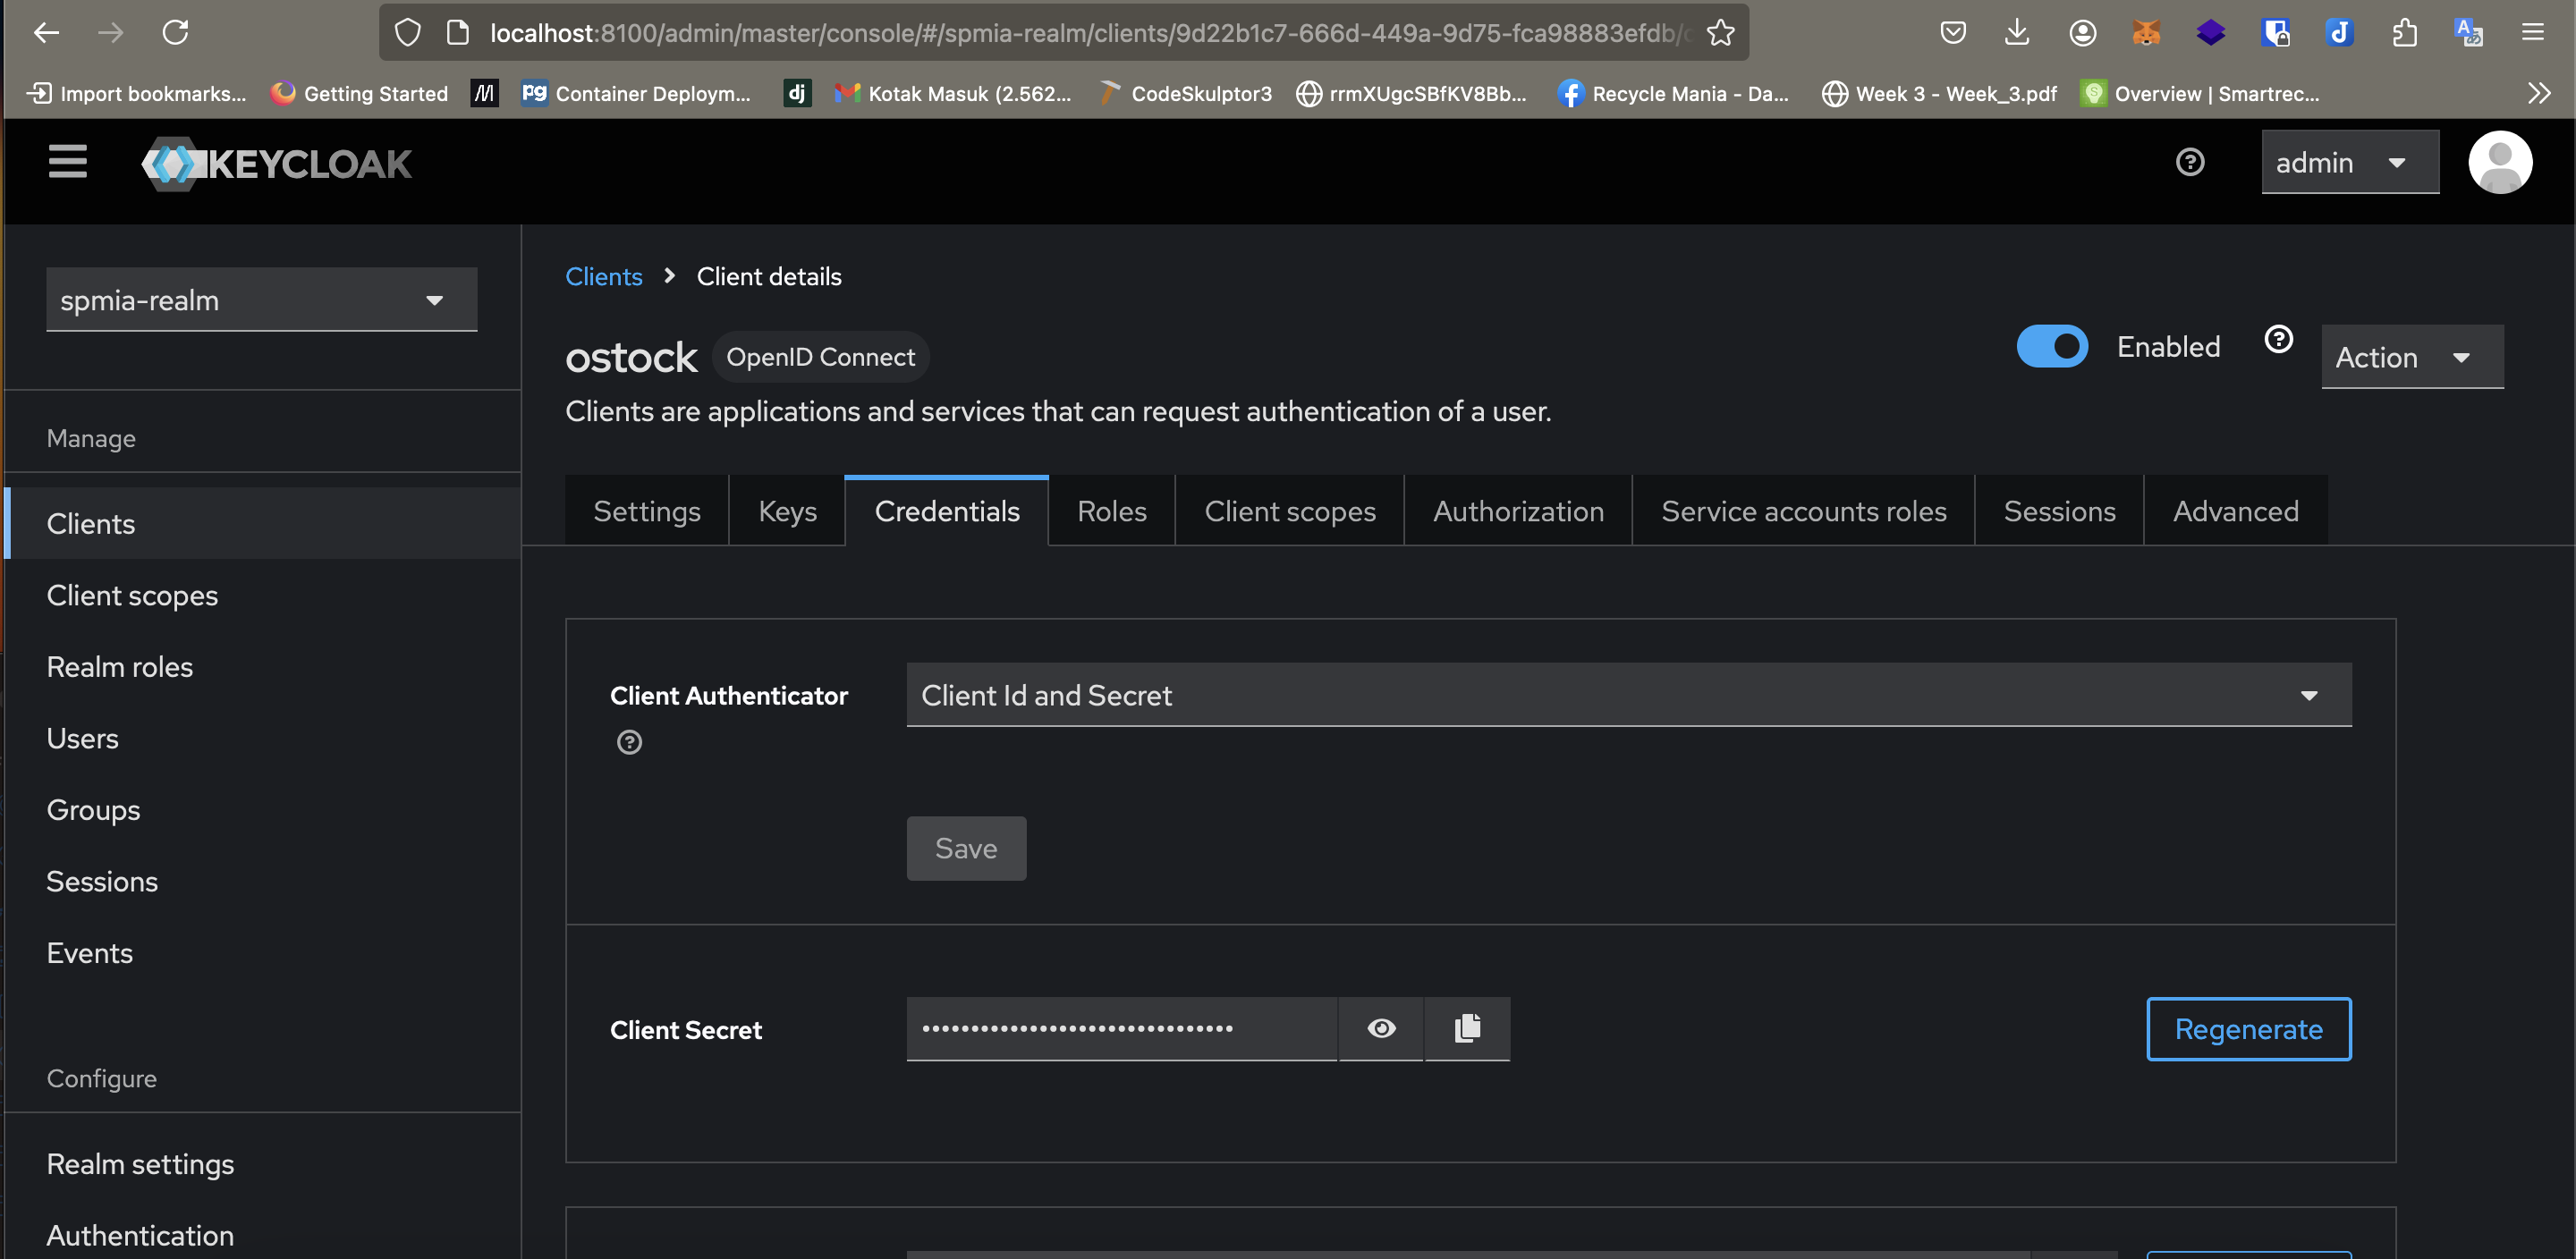 localhost:8100/admin/master/console/#/spmia-realm/clients/9d22b1c7-666d-449a-9d75-fca98883efdb/
Import bookmarks... Getting Started Container Deploym... dj Kotak Masuk (2.562... CodeSkulptor3 rrmXUgcSBfKV8Bb... Recycle Mania - Da... Week 3 - Week_3.pdf Overview | Smartrec...
KEYCLOAK
admin
spmia-realm
Manage
Clients
Client scopes
Realm roles
Users
Groups
Sessions
Events
Configure
Realm settings
Authentication
Clients > Client details
ostock OpenID Connect
Enabled
Action
Clients are applications and services that can request authentication of a user.
Settings Keys Credentials Roles Client scopes Authorization Service accounts roles Sessions Advanced
Client Authenticator
Client Id and Secret
Save
Client Secret
••••••••••••••••••••••••••••••••
Regenerate